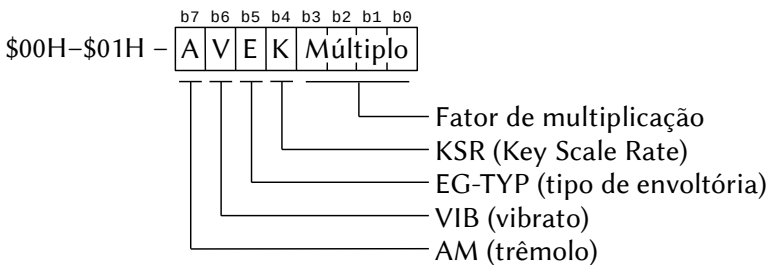 b7 b6 b5 b4 b3 b2 b1 b0
$00H–$01H – A V E K Múltiplo
Fator de multiplicação
KSR (Key Scale Rate)
EG-TYP (tipo de envoltória)
VIB (vibrato)
AM (trêmolo)